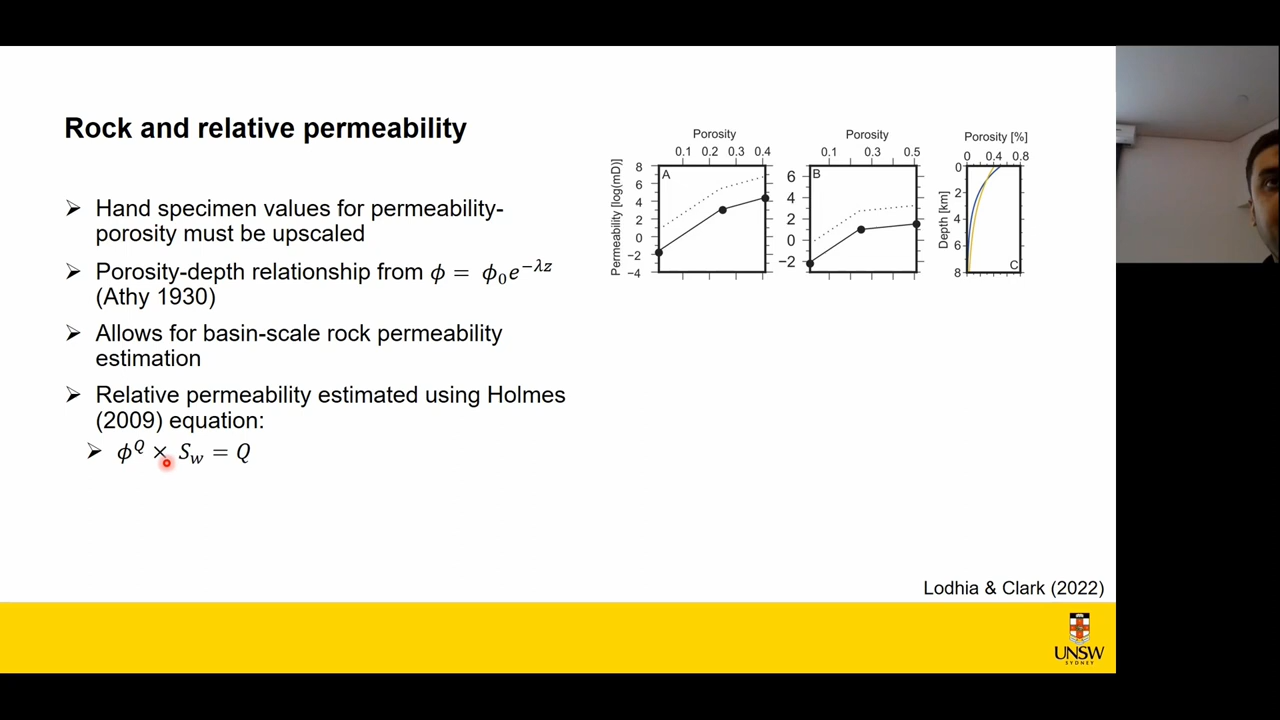 Rock and relative permeability
➢ Hand specimen values for permeability-
porosity must be upscaled
➢ Porosity-depth relationship from ϕ = ϕ₀e^{−λz}
(Athy 1930)
➢ Allows for basin-scale rock permeability
estimation
➢ Relative permeability estimated using Holmes
(2009) equation:
➢ ϕ^Q × S_w = Q
Porosity
0.1 0.2 0.3 0.4
Permeability [log(mD)]
8
6
4
2
0
−2
−4
A
Porosity
0.1 0.3 0.5
6
4
2
0
−2
B
Porosity [%]
0 0.4 0.8
Depth [km]
0
2
4
6
8
C
Lodhia & Clark (2022)
UNSW
SYDNEY